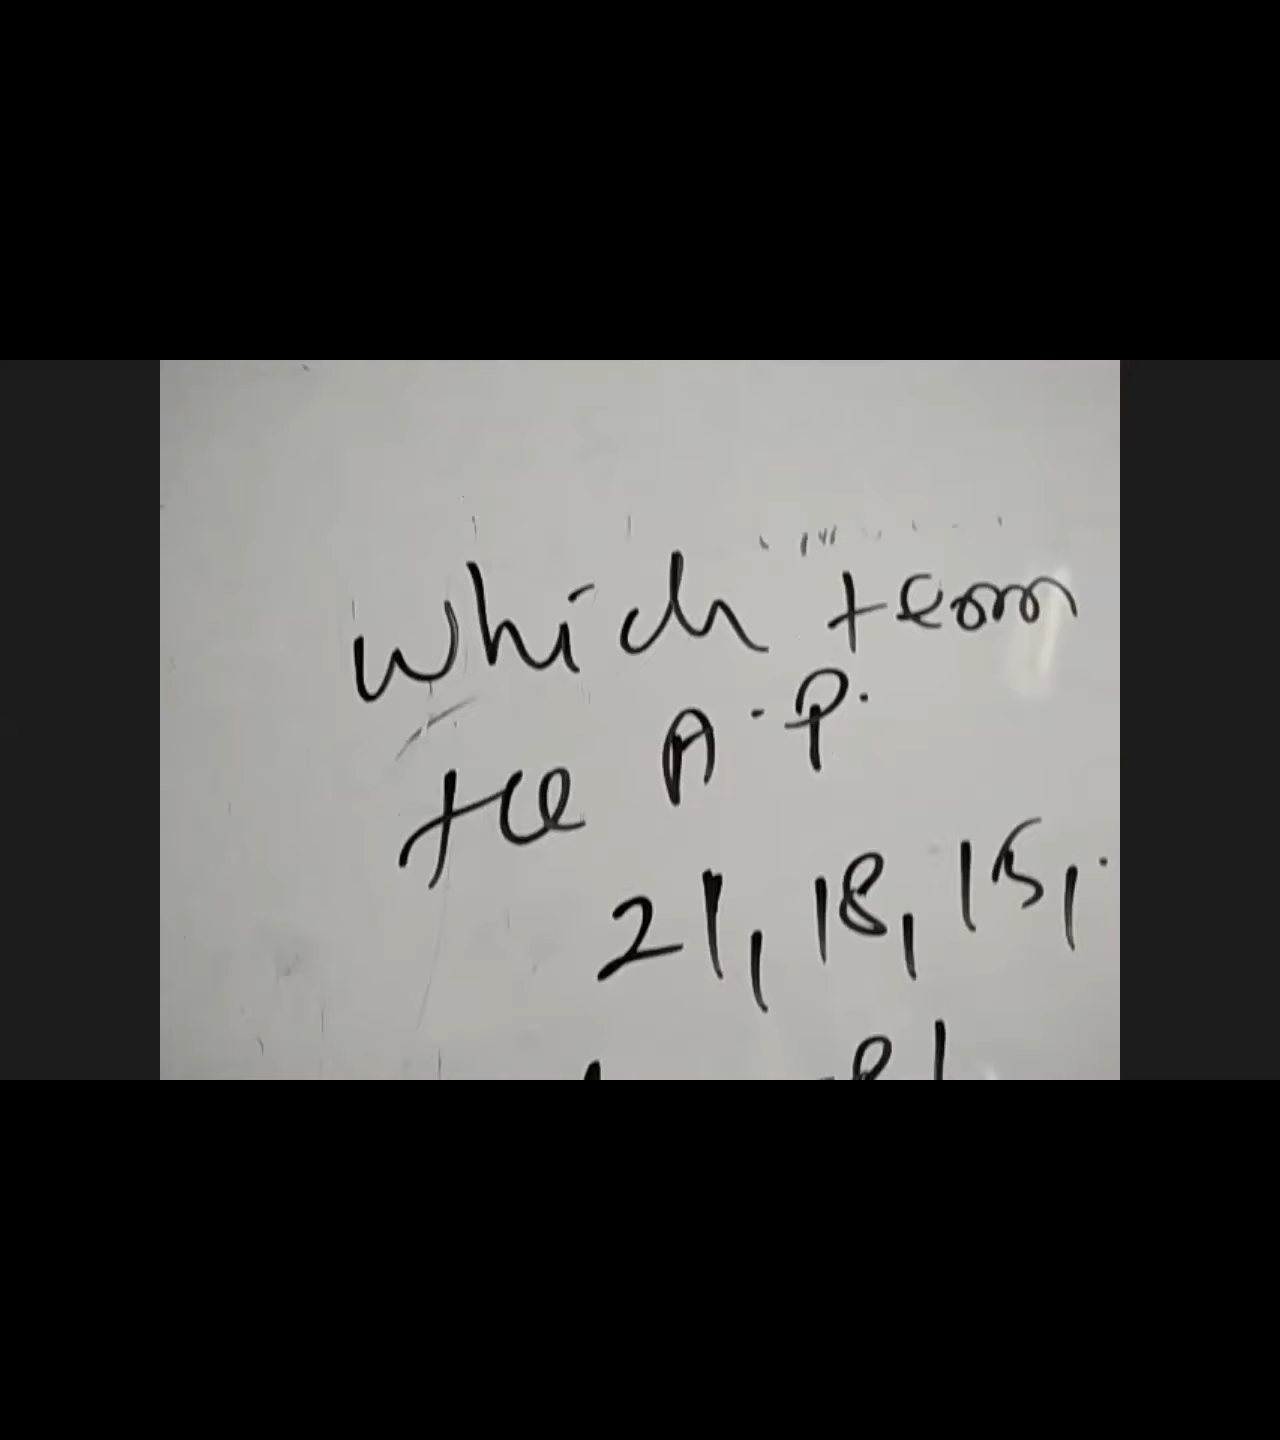 which term
the A.P.
21, 18, 15, .